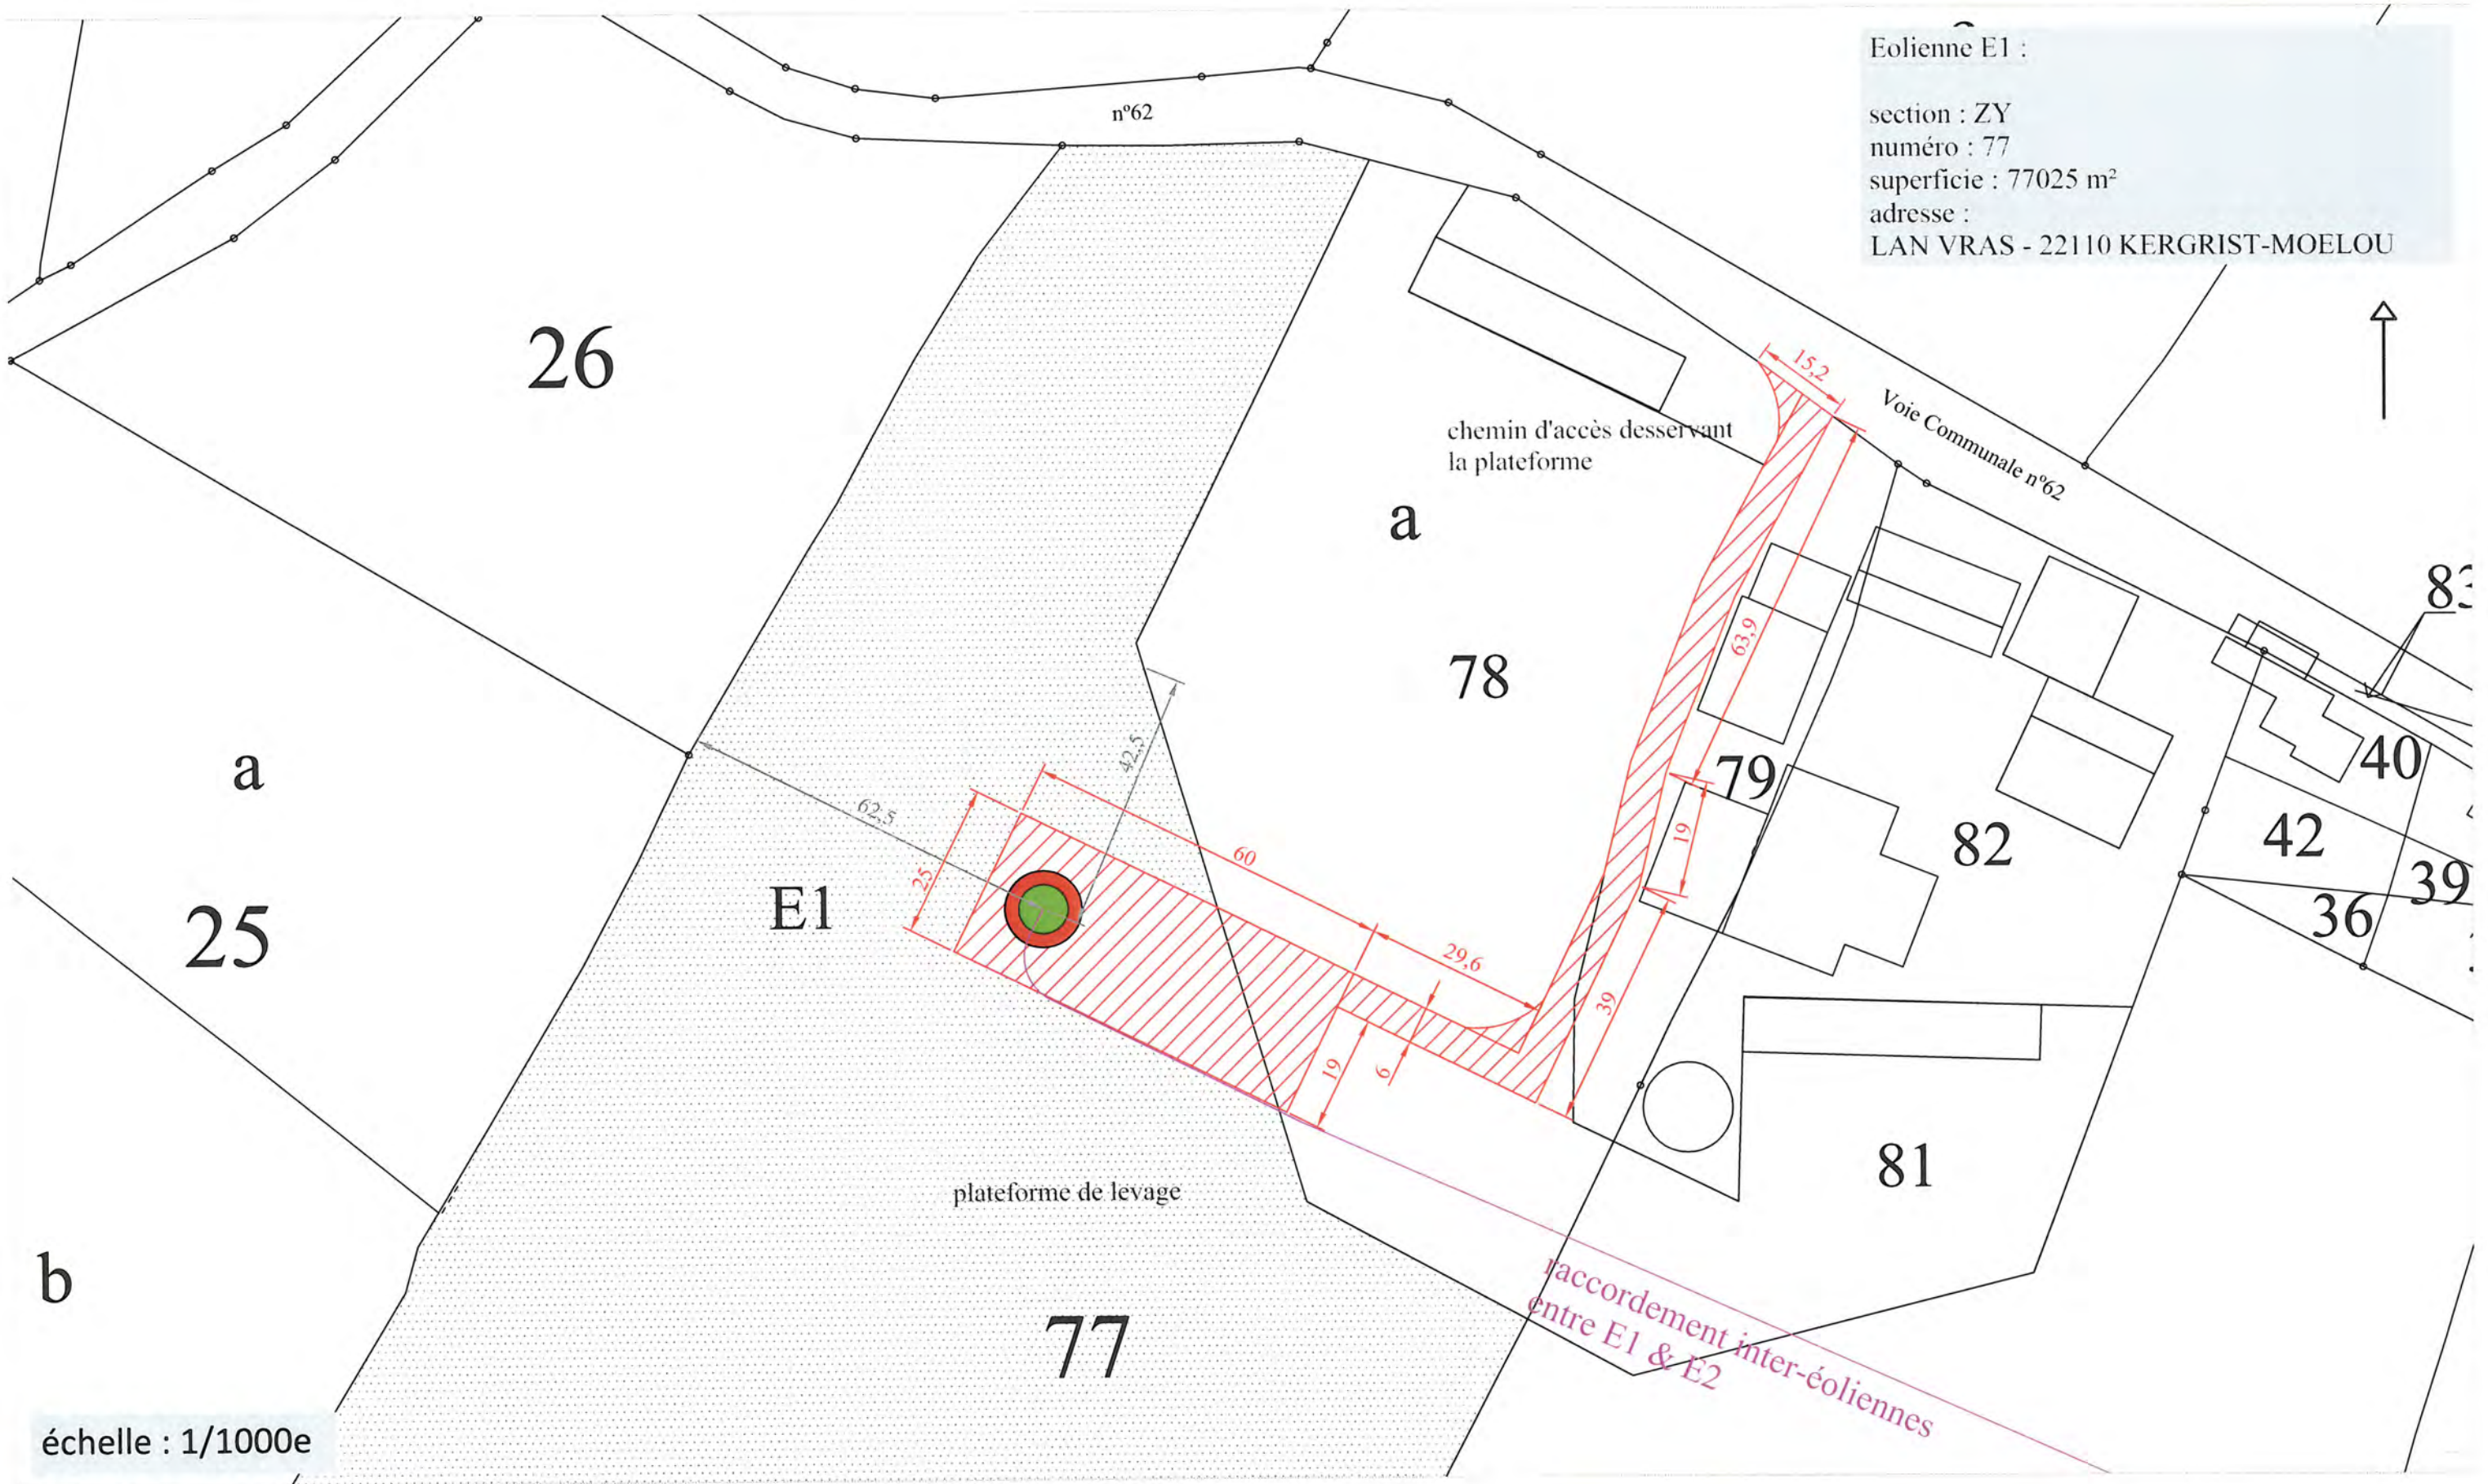 Eolienne E1 :
section : ZY
numéro : 77
superficie : 77025 m²
adresse :
LAN VRAS - 22110 KERGRIST-MOELOU
nº62
26
15,2
Voie Communale nº62
chemin d'accès desservant
la plateforme
a
83
63,9
78
42,5
a
79
40
62,5
19
82
42
60
25
E1
39
25
36
29,6
39
19
6
81
plateforme de levage
b
77
raccordement inter-éoliennes
entre E1 & E2
échelle : 1/1000e